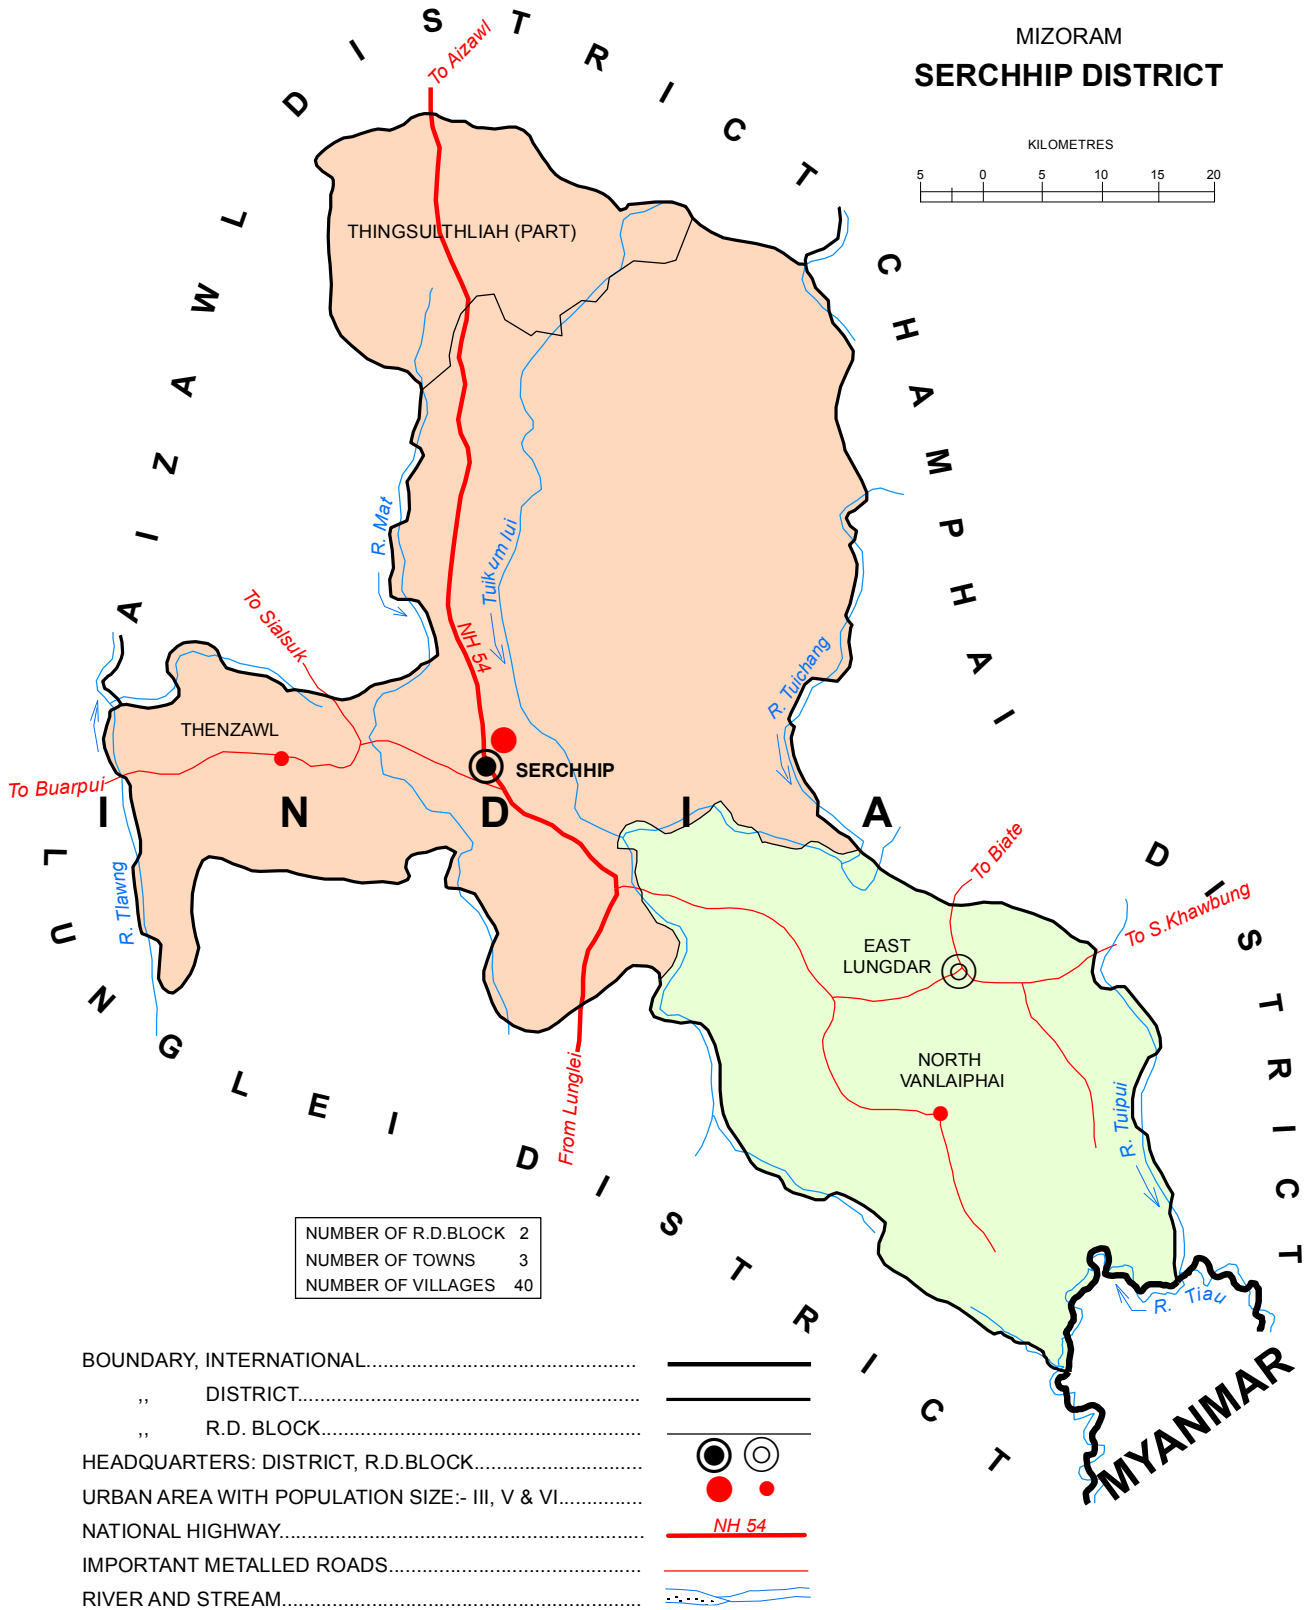 MIZORAM
SERCHHIP DISTRICT
KILOMETRES
5 0 5 10 15 20
AIZAWL DISTRICT
CHAMPHAI DISTRICT
LUNGLEI DISTRICT
INDIA
MYANMAR
To Aizawl
THINGSULTHLIAH (PART)
R. Mat
Tuikum lui
To Sialsuk
NH 54
R. Tuichang
THENZAWL
SERCHHIP
To Buarpui
R. Tlawng
To Biate
To S.Khawbung
EAST
LUNGDAR
NORTH
VANLAIPHAI
From Lunglei
R. Tuipui
R. Tiau
NUMBER OF R.D.BLOCK 2
NUMBER OF TOWNS 3
NUMBER OF VILLAGES 40
BOUNDARY, INTERNATIONAL
,, DISTRICT
,, R.D. BLOCK
HEADQUARTERS: DISTRICT, R.D.BLOCK
URBAN AREA WITH POPULATION SIZE:- III, V & VI
NATIONAL HIGHWAY NH 54
IMPORTANT METALLED ROADS
RIVER AND STREAM